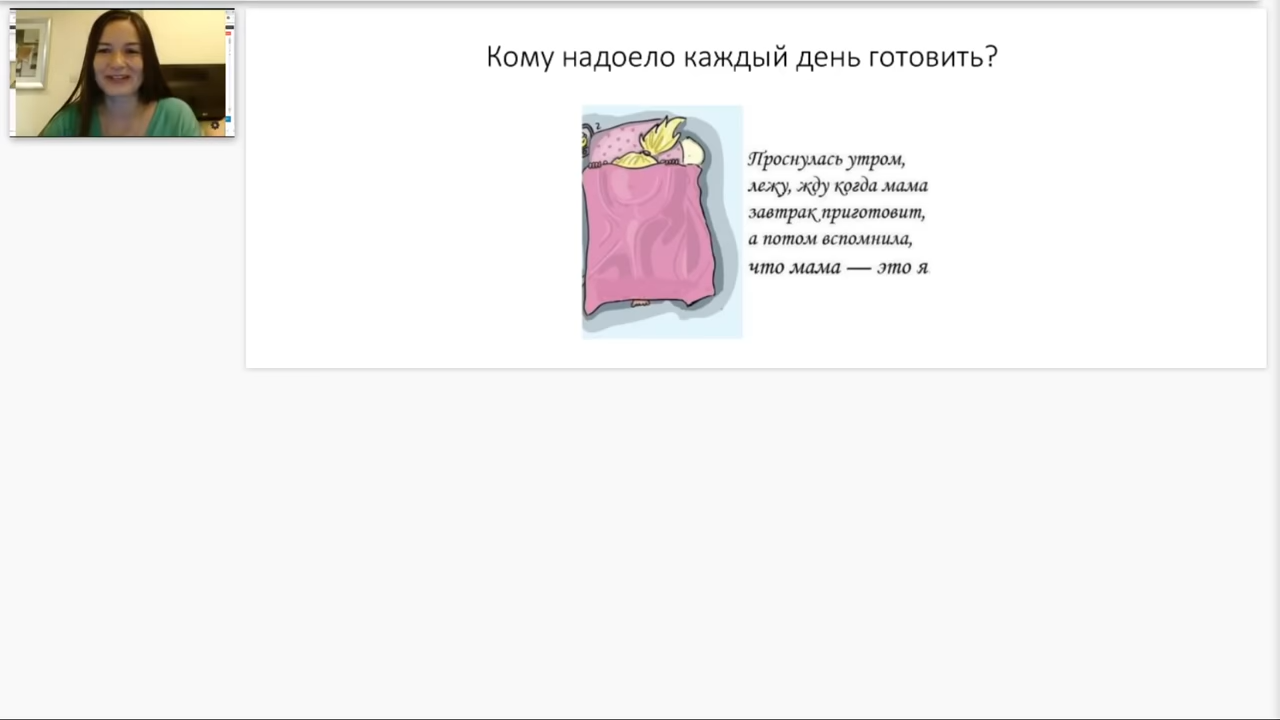 Кому надоело каждый день готовить?
Проснулась утром,
лежу, жду когда мама
завтрак приготовит,
а потом вспомнила,
что мама — это я